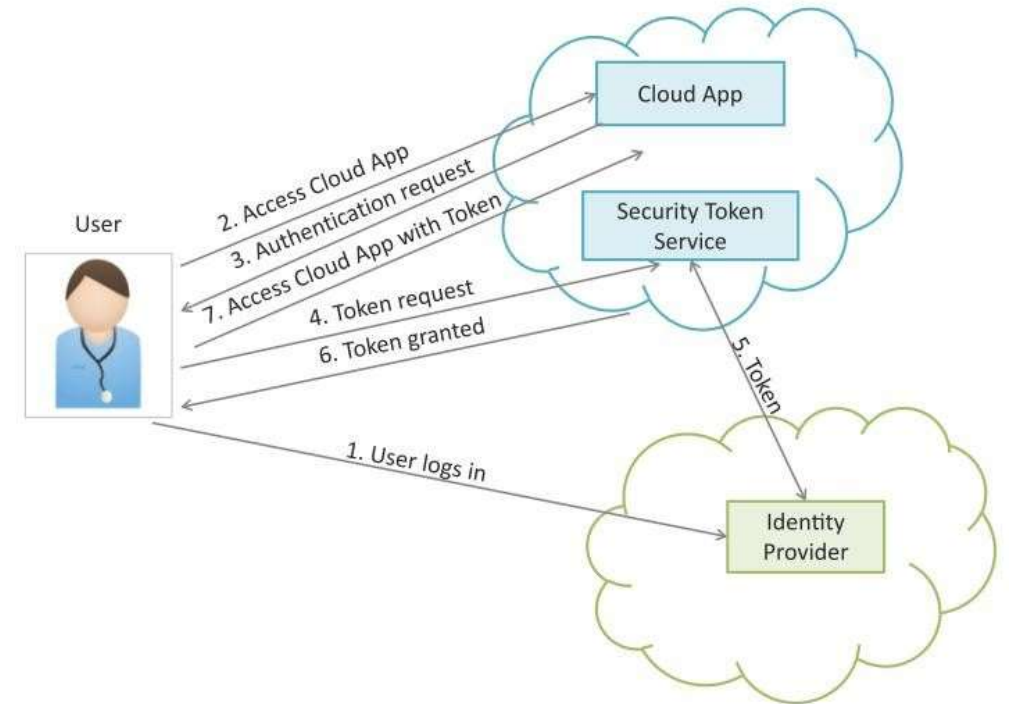 Cloud App
2. Access Cloud App
3. Authentication request
7. Access Cloud App with Token
User
Security Token
Service
4. Token request
6. Token granted
5. Token
1. User logs in
Identity
Provider